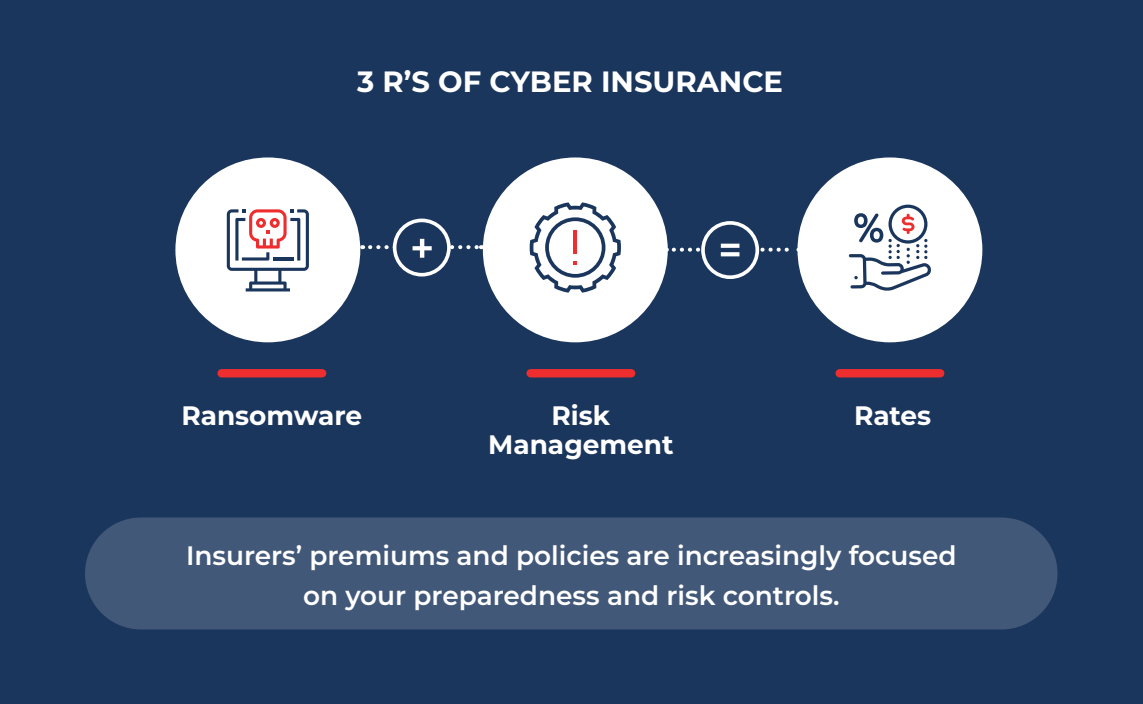 3 R’S OF CYBER INSURANCE
+
=
%
$
!
Ransomware
Risk
Management
Rates
Insurers’ premiums and policies are increasingly focused
on your preparedness and risk controls.